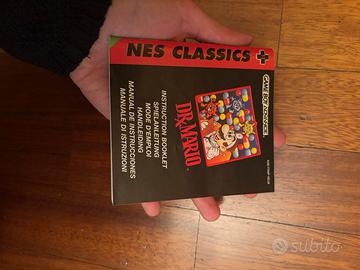 NES CLASSICS
GAME BOY ADVANCE
DR. MARIO
INSTRUCTION BOOKLET
SPIELANLEITUNG
MODE D'EMPLOI
HANDLEIDING
MANUAL DE INSTRUCCIONES
MANUALE DI ISTRUZIONI
subito